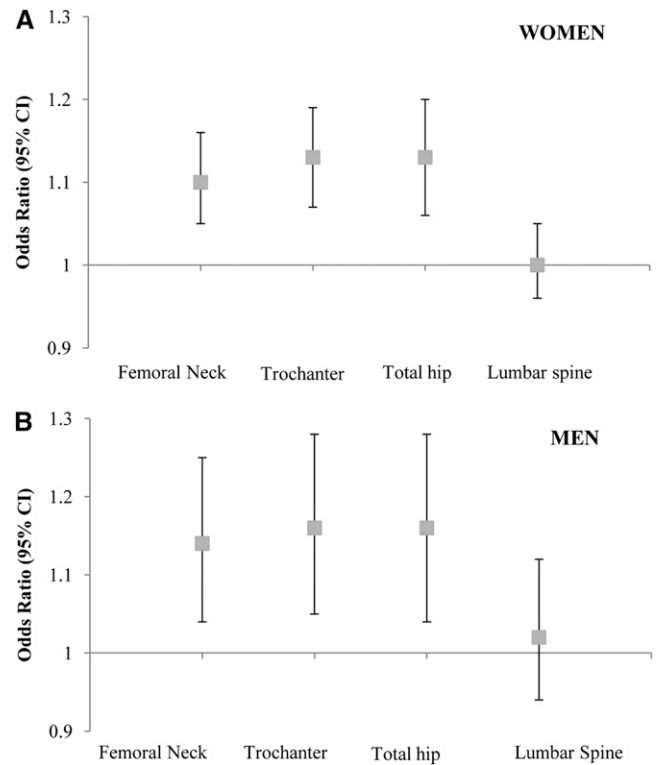 A
WOMEN
Odds Ratio (95% CI)
1.3
1.2
1.1
1
0.9
Femoral Neck Trochanter Total hip Lumbar spine
B
MEN
Odds Ratio (95% CI)
1.3
1.2
1.1
1
0.9
Femoral Neck Trochanter Total hip Lumbar Spine